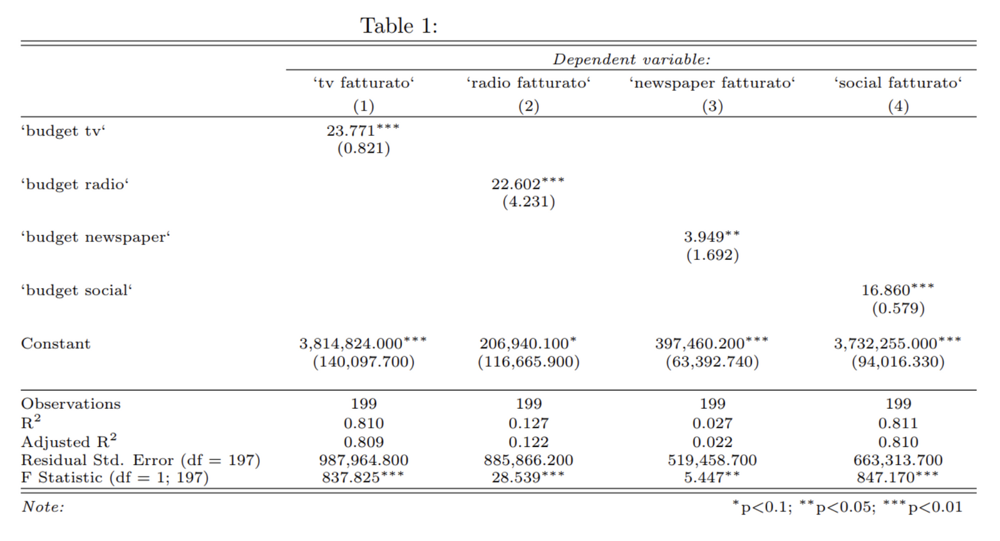 Table 1:
Dependent variable:
‘tv fatturato‘ ‘radio fatturato‘ ‘newspaper fatturato‘ ‘social fatturato‘
(1) (2) (3) (4)
‘budget tv‘ 23.771***
(0.821)
‘budget radio‘ 22.602***
(4.231)
‘budget newspaper‘ 3.949**
(1.692)
‘budget social‘ 16.860***
(0.579)
Constant 3,814,824.000*** 206,940.100* 397,460.200*** 3,732,255.000***
(140,097.700) (116,665.900) (63,392.740) (94,016.330)
Observations 199 199 199 199
R2 0.810 0.127 0.027 0.811
Adjusted R2 0.809 0.122 0.022 0.810
Residual Std. Error (df = 197) 987,964.800 885,866.200 519,458.700 663,313.700
F Statistic (df = 1; 197) 837.825*** 28.539*** 5.447** 847.170***
Note: *p<0.1; **p<0.05; ***p<0.01